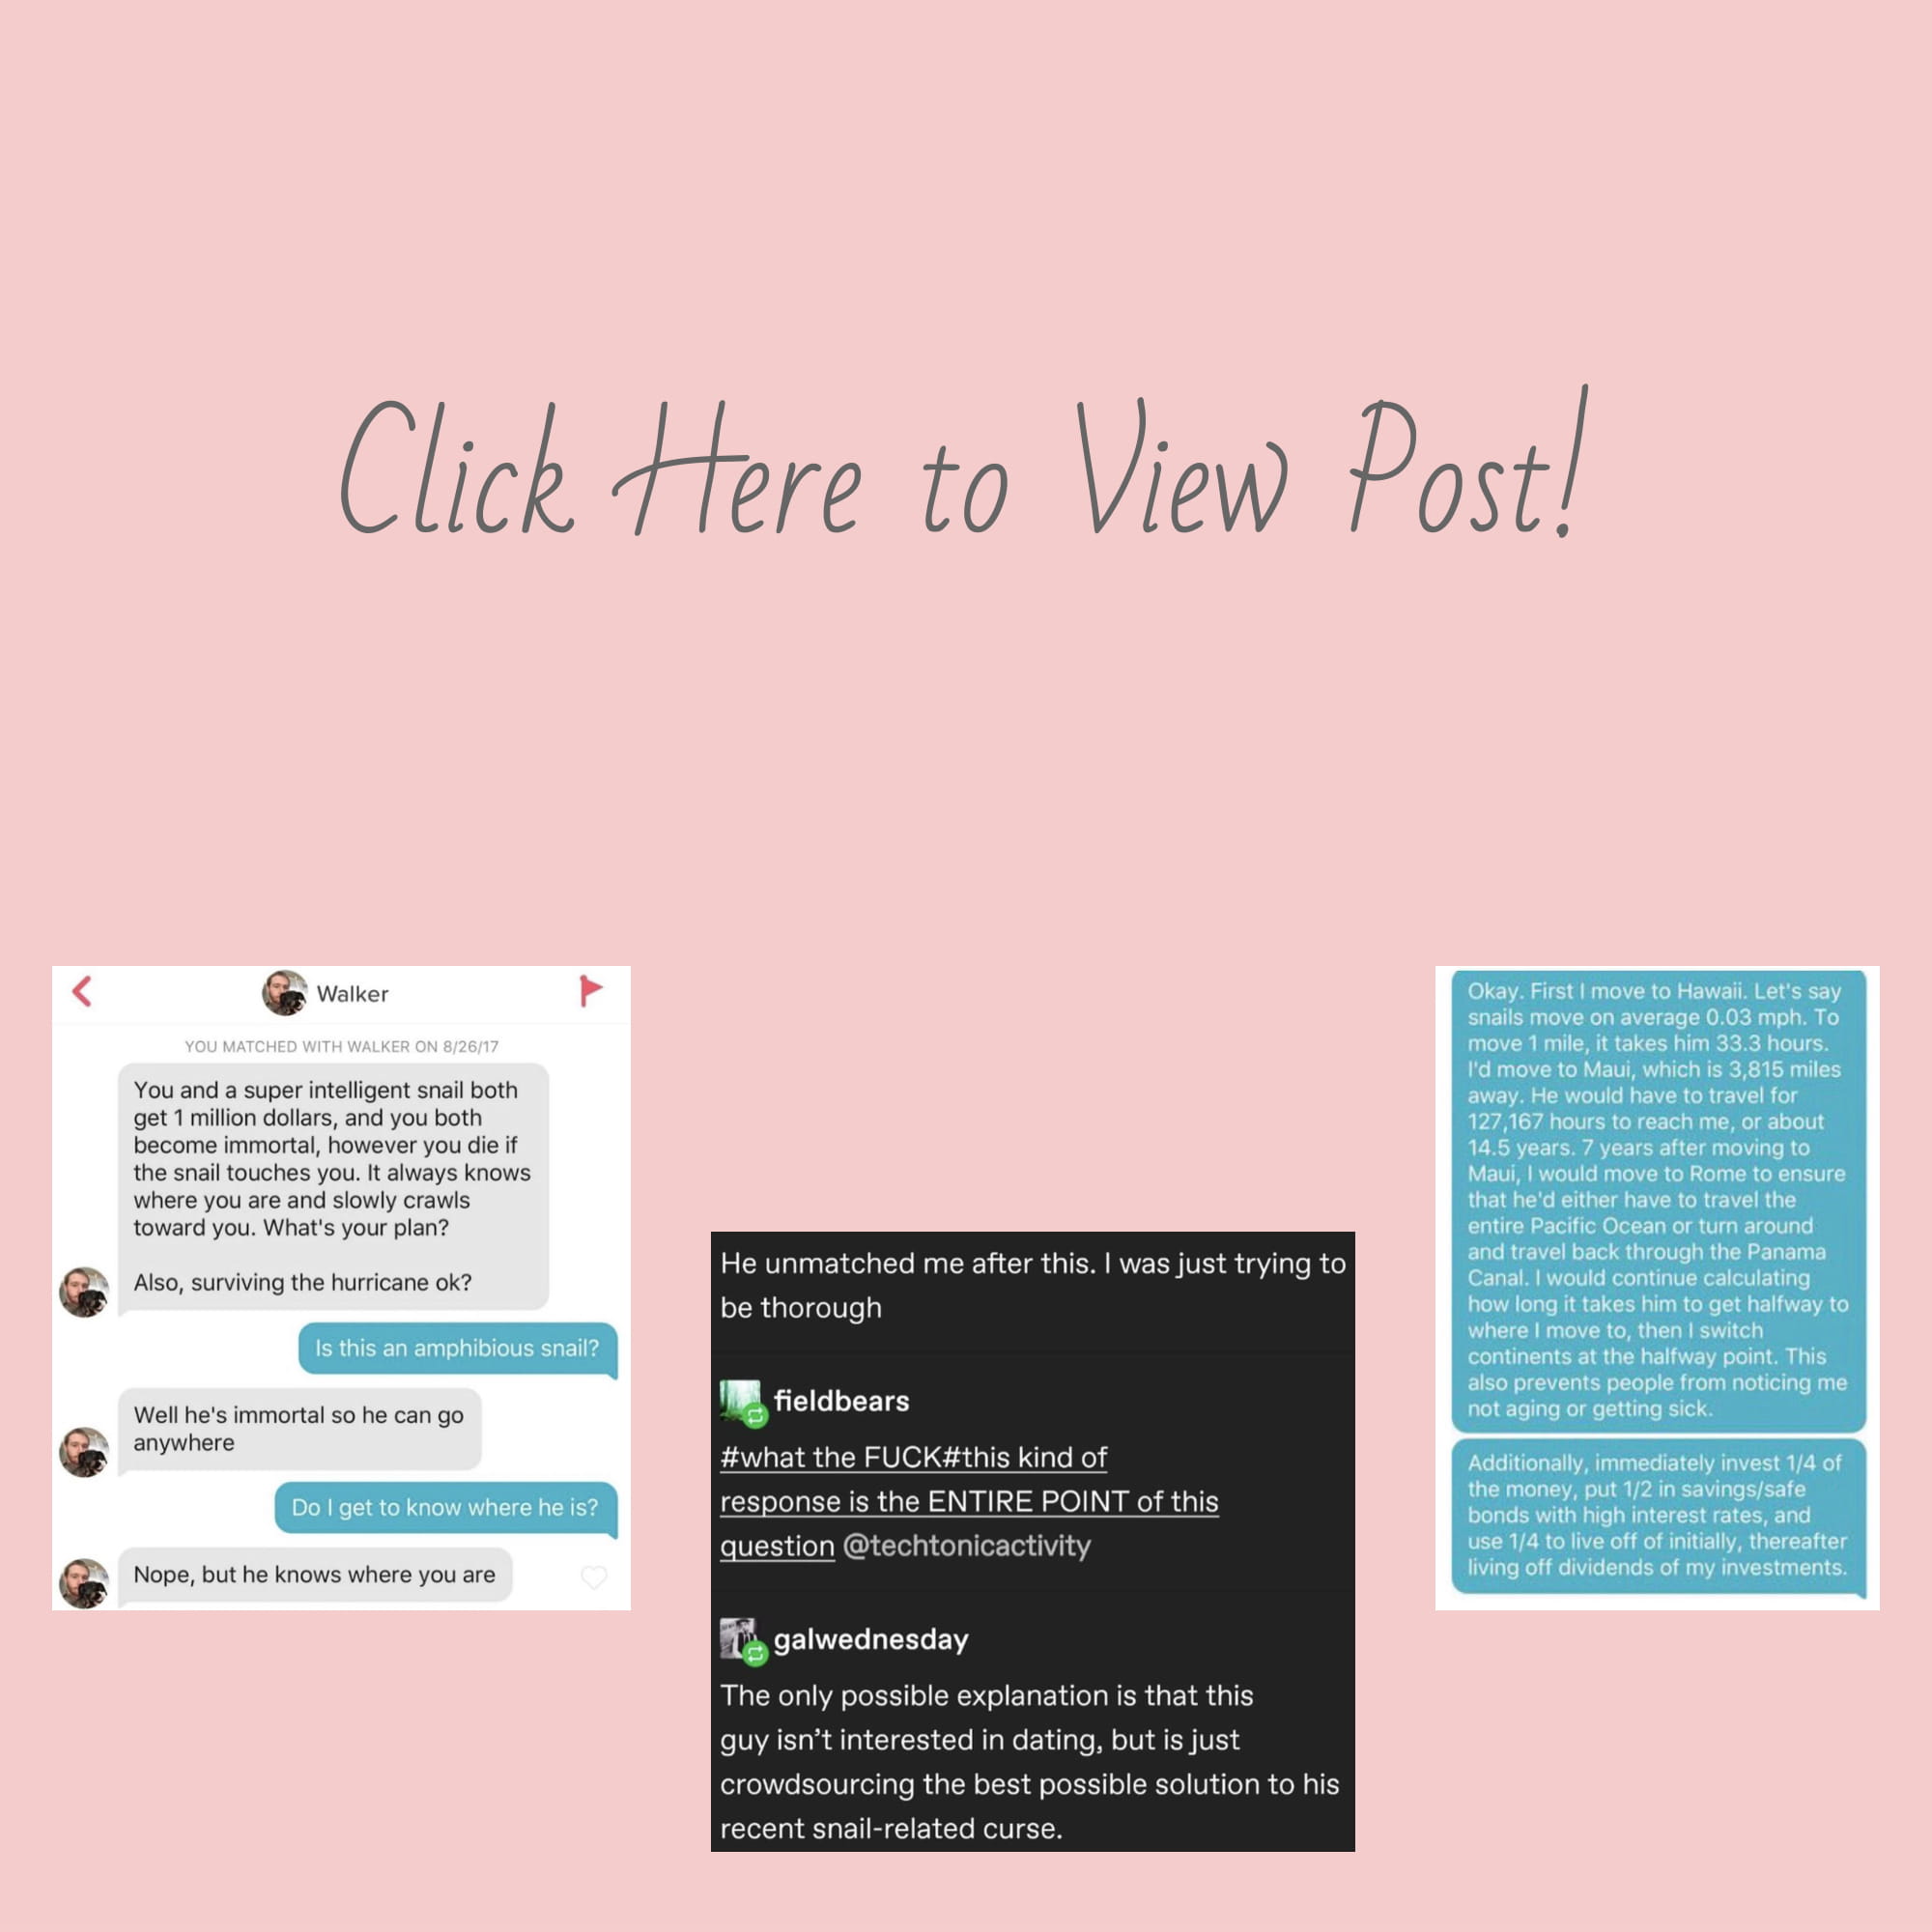 Click Here to View Post!
Walker
YOU MATCHED WITH WALKER ON 8/26/17
You and a super intelligent snail both
get 1 million dollars, and you both
become immortal, however you die if
the snail touches you. It always knows
where you are and slowly crawls
toward you. What's your plan?
Also, surviving the hurricane ok?
Is this an amphibious snail?
Well he's immortal so he can go
anywhere
Do I get to know where he is?
Nope, but he knows where you are
He unmatched me after this. I was just trying to
be thorough
fieldbears
#what the FUCK#this kind of
response is the ENTIRE POINT of this
question @techtonicactivity
galwednesday
The only possible explanation is that this
guy isn’t interested in dating, but is just
crowdsourcing the best possible solution to his
recent snail-related curse.
Okay. First I move to Hawaii. Let's say
snails move on average 0.03 mph. To
move 1 mile, it takes him 33.3 hours.
I'd move to Maui, which is 3,815 miles
away. He would have to travel for
127,167 hours to reach me, or about
14.5 years. 7 years after moving to
Maui, I would move to Rome to ensure
that he'd either have to travel the
entire Pacific Ocean or turn around
and travel back through the Panama
Canal. I would continue calculating
how long it takes him to get halfway to
where I move to, then I switch
continents at the halfway point. This
also prevents people from noticing me
not aging or getting sick.
Additionally, immediately invest 1/4 of
the money, put 1/2 in savings/safe
bonds with high interest rates, and
use 1/4 to live off of initially, thereafter
living off dividends of my investments.